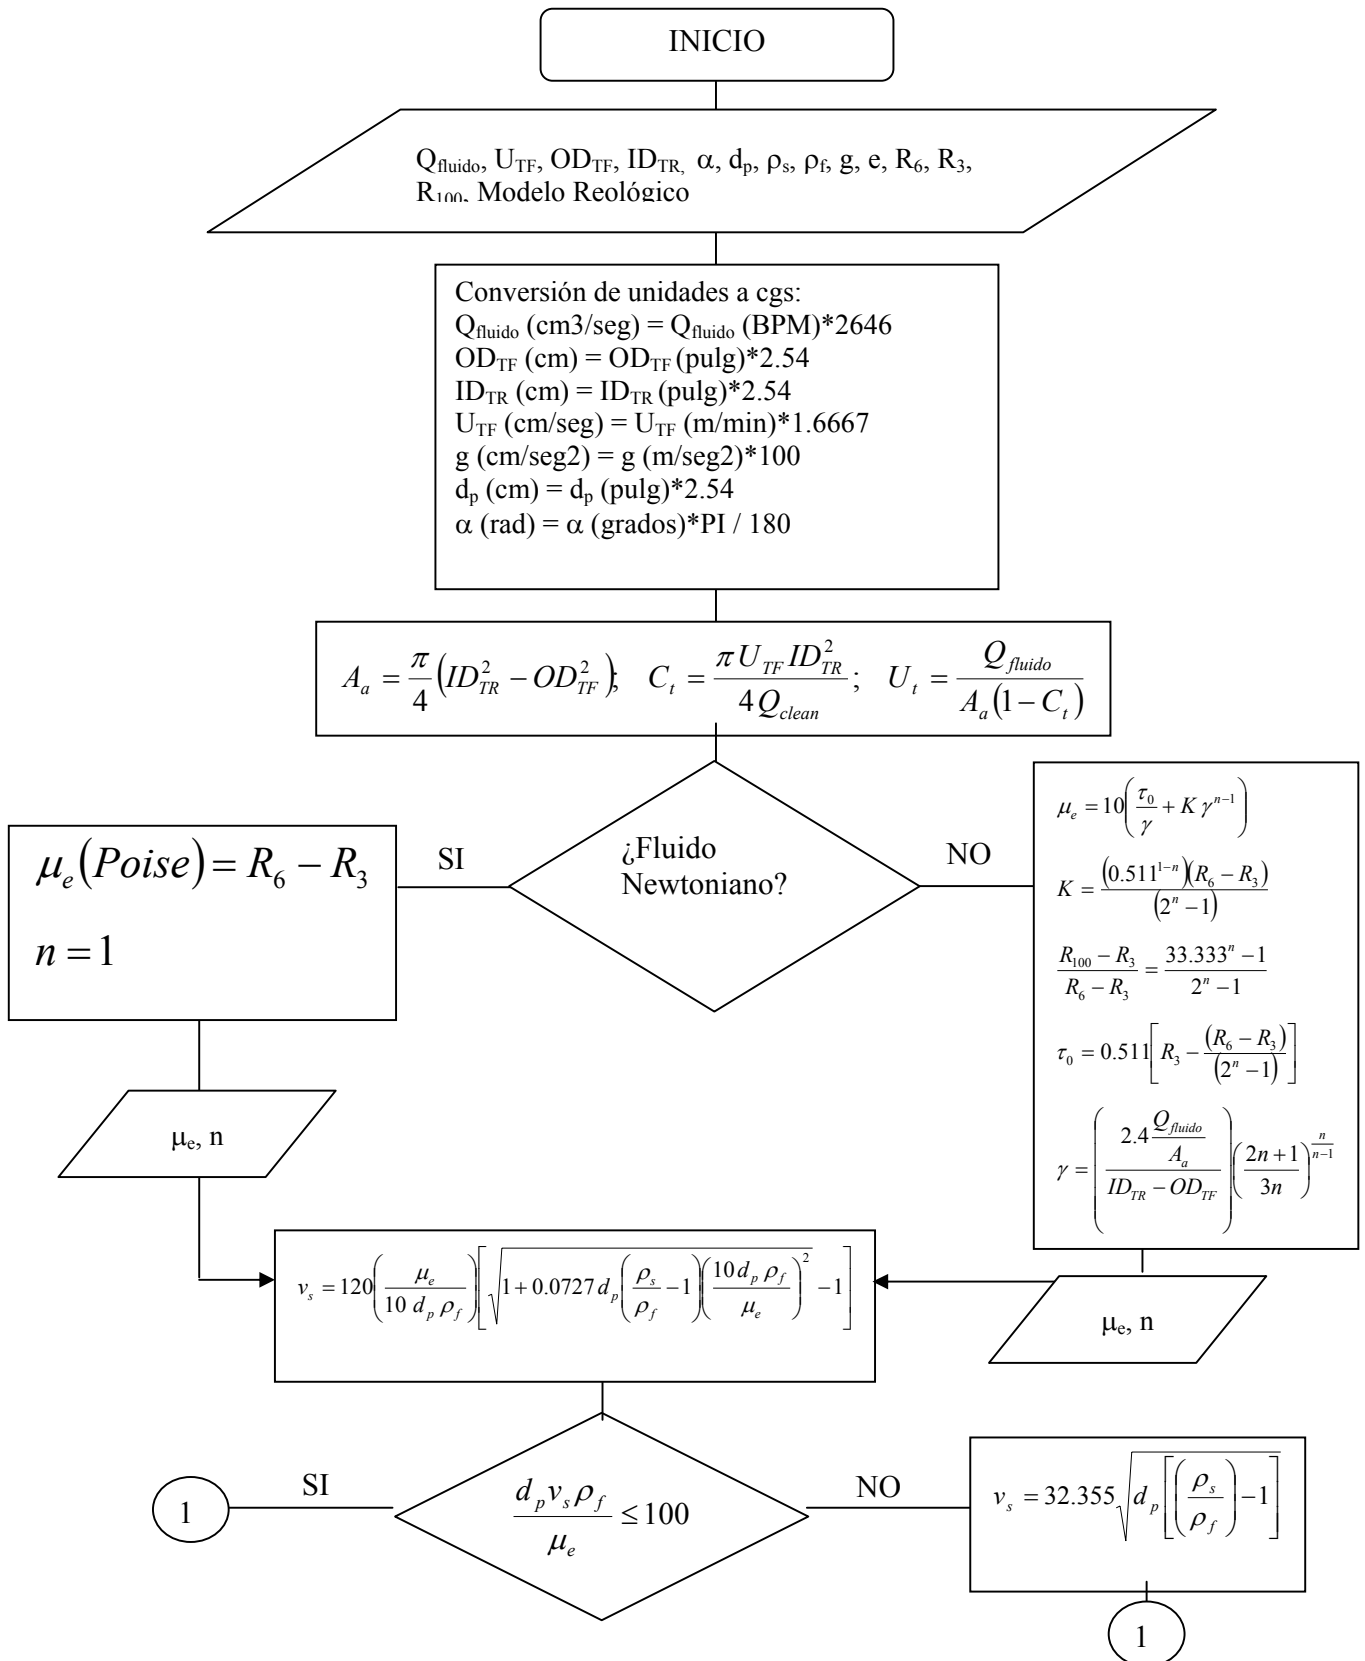 INICIO
Q_fluido, U_TF, OD_TF, ID_TR, α, d_p, ρ_s, ρ_f, g, e, R_6, R_3,
R_100, Modelo Reológico
Conversión de unidades a cgs:
Q_fluido (cm3/seg) = Q_fluido (BPM)*2646
OD_TF (cm) = OD_TF (pulg)*2.54
ID_TR (cm) = ID_TR (pulg)*2.54
U_TF (cm/seg) = U_TF (m/min)*1.6667
g (cm/seg2) = g (m/seg2)*100
d_p (cm) = d_p (pulg)*2.54
α (rad) = α (grados)*PI / 180
A_a = π/4 (ID_TR^2 − OD_TF^2); C_t = π U_TF ID_TR^2 / 4 Q_clean; U_t = Q_fluido / A_a(1 − C_t)
¿Fluido
Newtoniano?
SI
NO
μ_e(Poise) = R_6 − R_3
n = 1
μ_e, n
μ_e = 10(τ_0/γ + K γ^(n−1))
K = (0.511^(1−n))(R_6 − R_3) / (2^n − 1)
(R_100 − R_3)/(R_6 − R_3) = (33.333^n − 1)/(2^n − 1)
τ_0 = 0.511[R_3 − (R_6 − R_3)/(2^n − 1)]
γ = (2.4 (Q_fluido/A_a) / (ID_TR − OD_TF)) ((2n + 1)/3n)^(n/(n−1))
μ_e, n
v_s = 120(μ_e / 10 d_p ρ_f)[√(1 + 0.0727 d_p (ρ_s/ρ_f − 1)(10 d_p ρ_f / μ_e)^2) − 1]
d_p v_s ρ_f / μ_e ≤ 100
SI
1
NO
v_s = 32.355 √(d_p [(ρ_s/ρ_f) − 1])
1